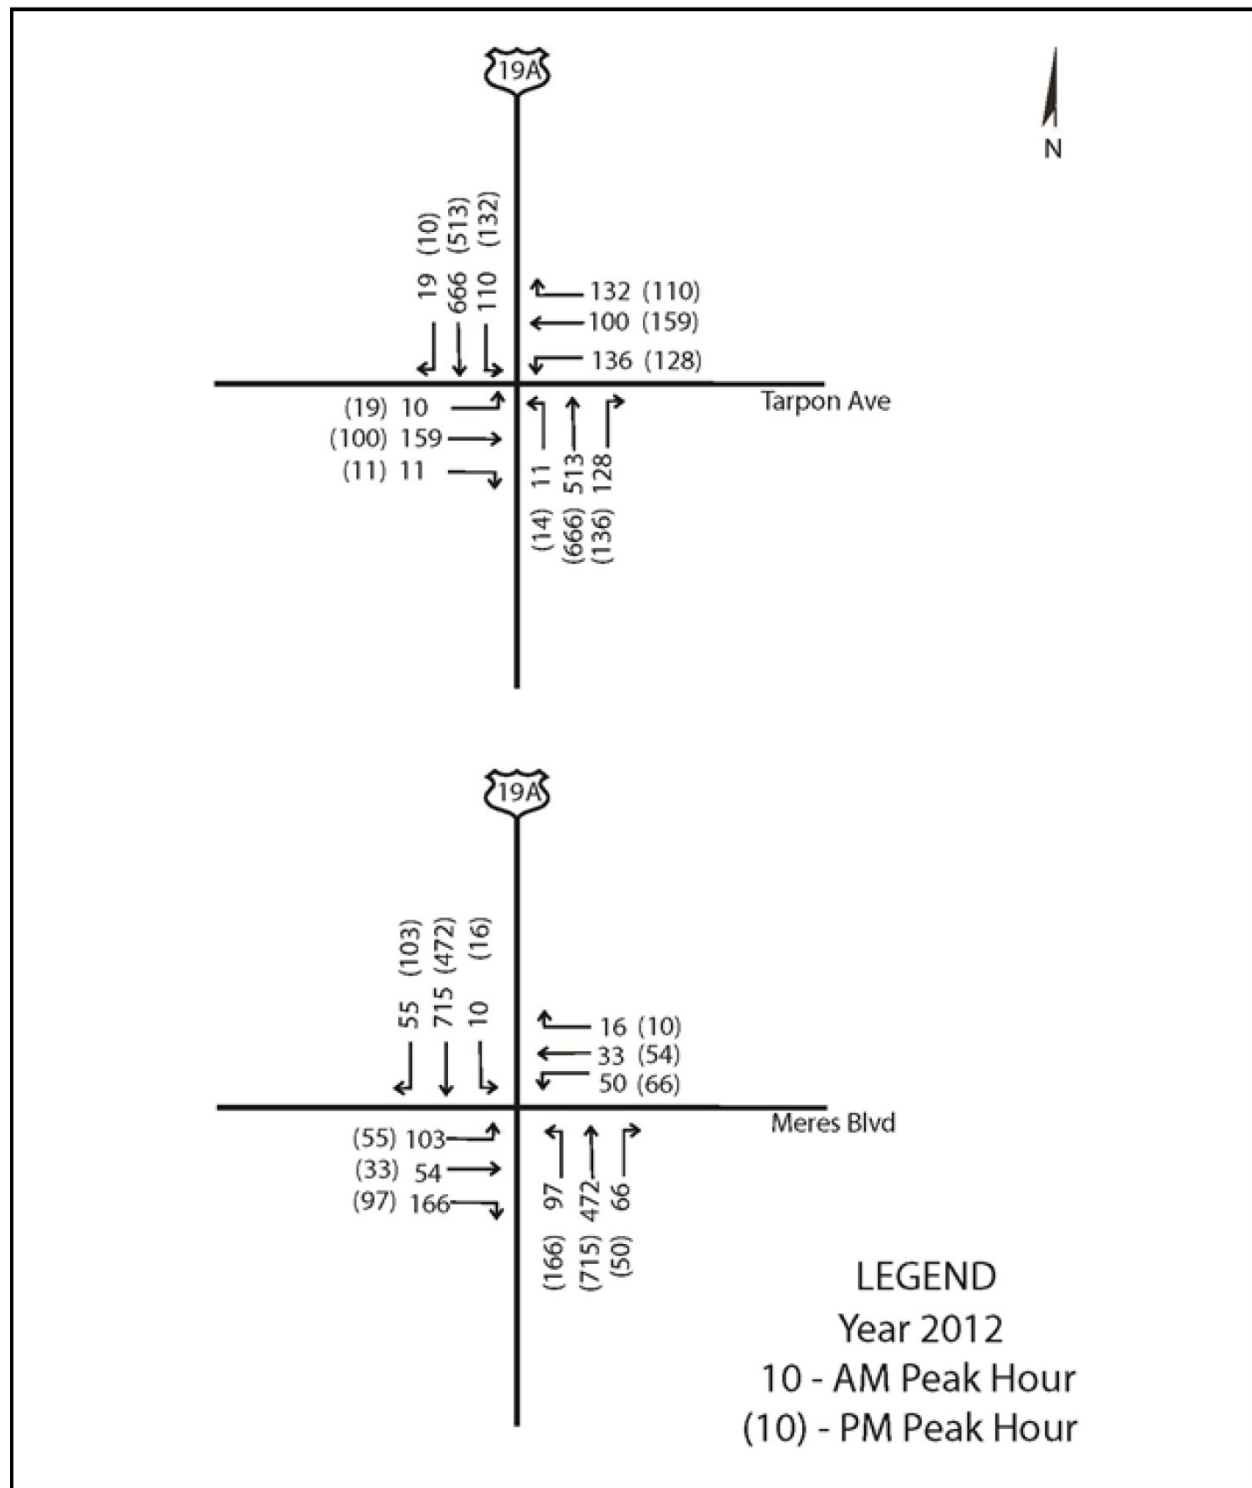 19A
N
19 (10)
666 (513)
110 (132)
132 (110)
100 (159)
136 (128)
Tarpon Ave
(19) 10
(100) 159
(11) 11
(14) 11
(666) 513
(136) 128
19A
55 (103)
715 (472)
10 (16)
16 (10)
33 (54)
50 (66)
Meres Blvd
(55) 103
(33) 54
(97) 166
(166) 97
(715) 472
(50) 66
LEGEND
Year 2012
10 - AM Peak Hour
(10) - PM Peak Hour